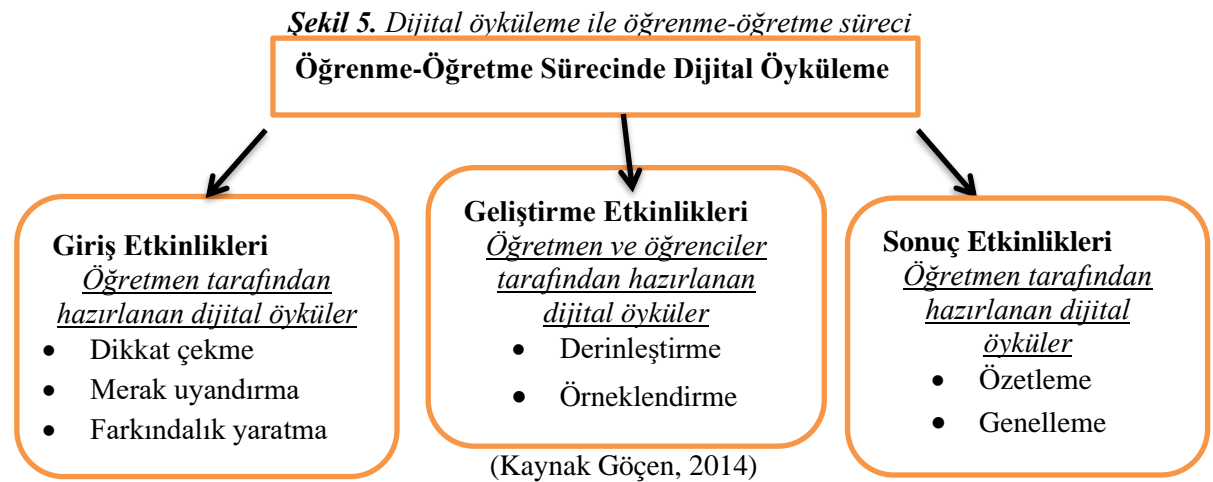 Şekil 5. Dijital öyküleme ile öğrenme-öğretme süreci
Öğrenme-Öğretme Sürecinde Dijital Öyküleme
Giriş Etkinlikleri
Öğretmen tarafından
hazırlanan dijital öyküler
• Dikkat çekme
• Merak uyandırma
• Farkındalık yaratma
Geliştirme Etkinlikleri
Öğretmen ve öğrenciler
tarafından hazırlanan
dijital öyküler
• Derinleştirme
• Örneklendirme
Sonuç Etkinlikleri
Öğretmen tarafından
hazırlanan dijital
öyküler
• Özetleme
• Genelleme
(Kaynak Göçen, 2014)